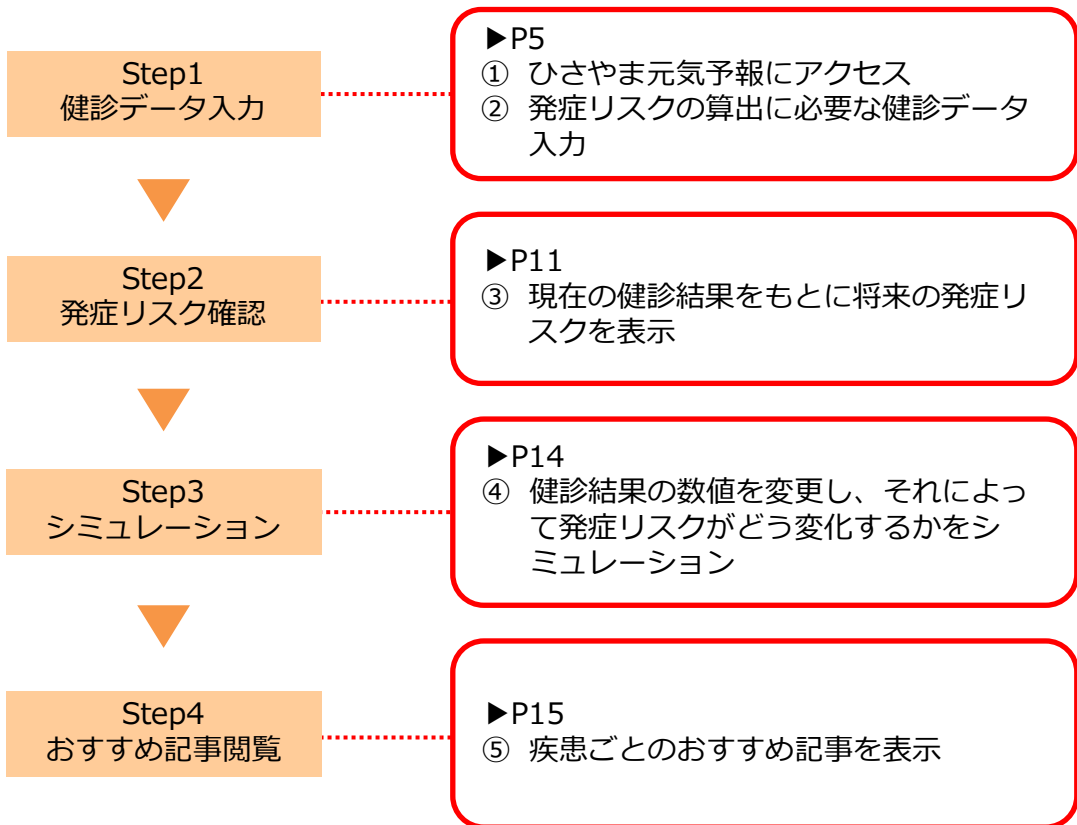 Step1
健診データ入力
▶P5
① ひさやま元気予報にアクセス
② 発症リスクの算出に必要な健診データ
入力
Step2
発症リスク確認
▶P11
③ 現在の健診結果をもとに将来の発症リ
スクを表示
Step3
シミュレーション
▶P14
④ 健診結果の数値を変更し、それによっ
て発症リスクがどう変化するかをシ
ミュレーション
Step4
おすすめ記事閲覧
▶P15
⑤ 疾患ごとのおすすめ記事を表示